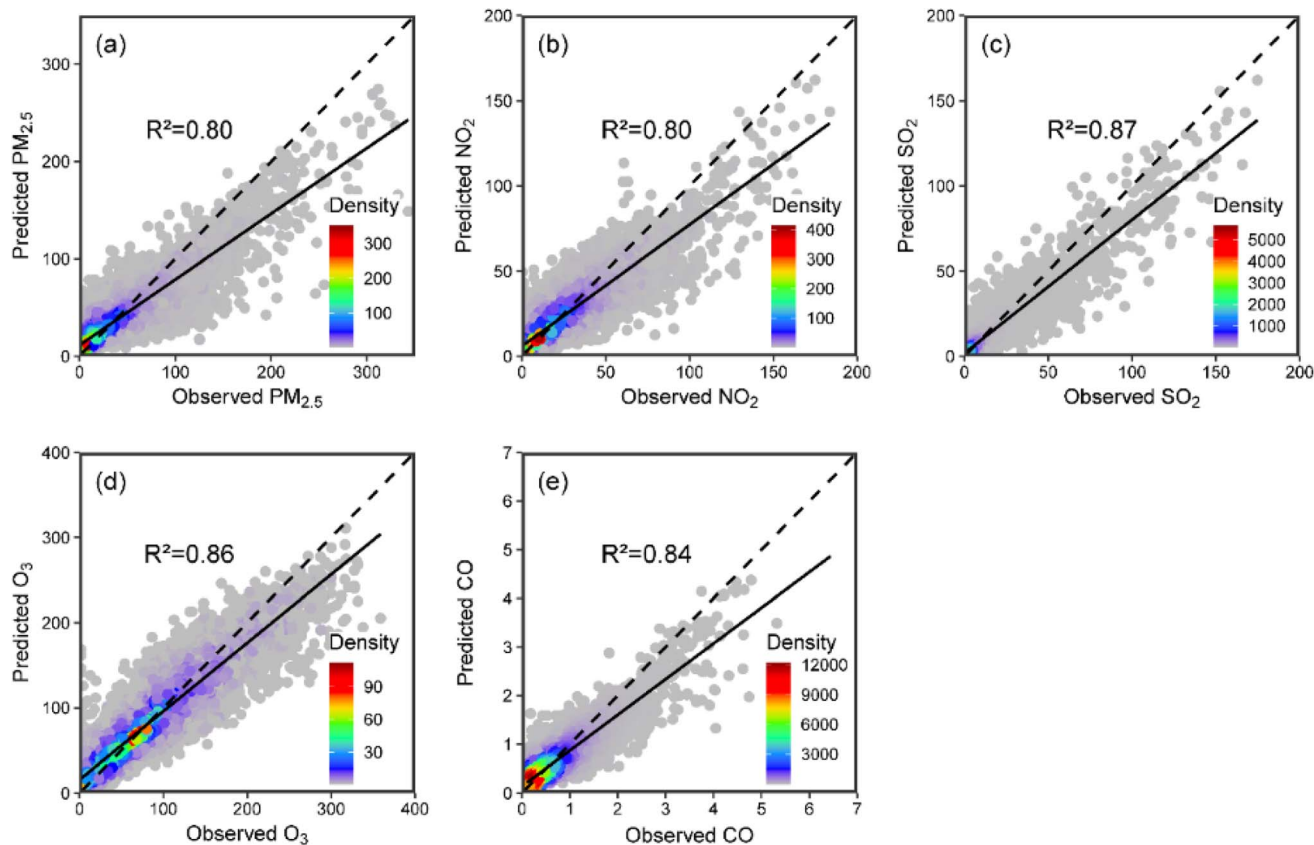 (a)
R²=0.80
Predicted PM2.5
Observed PM2.5
350
300
200
100
0
0
100
200
300
Density
300
200
100
(b)
R²=0.80
Predicted NO2
Observed NO2
200
150
100
50
0
0
50
100
150
200
Density
400
300
200
100
(c)
R²=0.87
Predicted SO2
Observed SO2
200
150
100
50
0
0
50
100
150
200
Density
5000
4000
3000
2000
1000
(d)
R²=0.86
Predicted O3
Observed O3
400
300
200
100
0
0
100
200
300
400
Density
90
60
30
(e)
R²=0.84
Predicted CO
Observed CO
7
6
5
4
3
2
1
0
0
1
2
3
4
5
6
7
Density
12000
9000
6000
3000